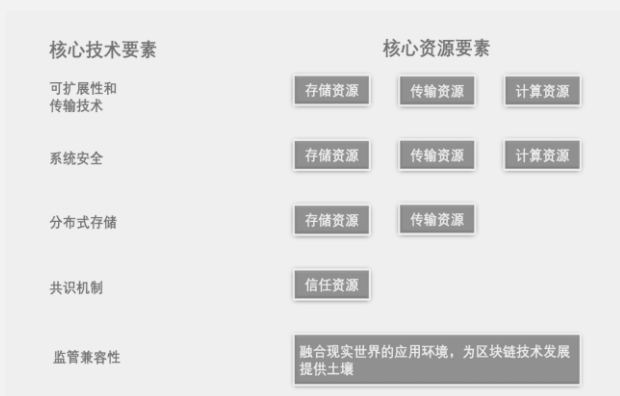 核心技术要素 核心资源要素
可扩展性和
传输技术
存储资源 传输资源 计算资源
系统安全 存储资源 传输资源 计算资源
分布式存储 存储资源 传输资源
共识机制 信任资源
监管兼容性
融合现实世界的应用环境，为区块链技术发展
提供土壤